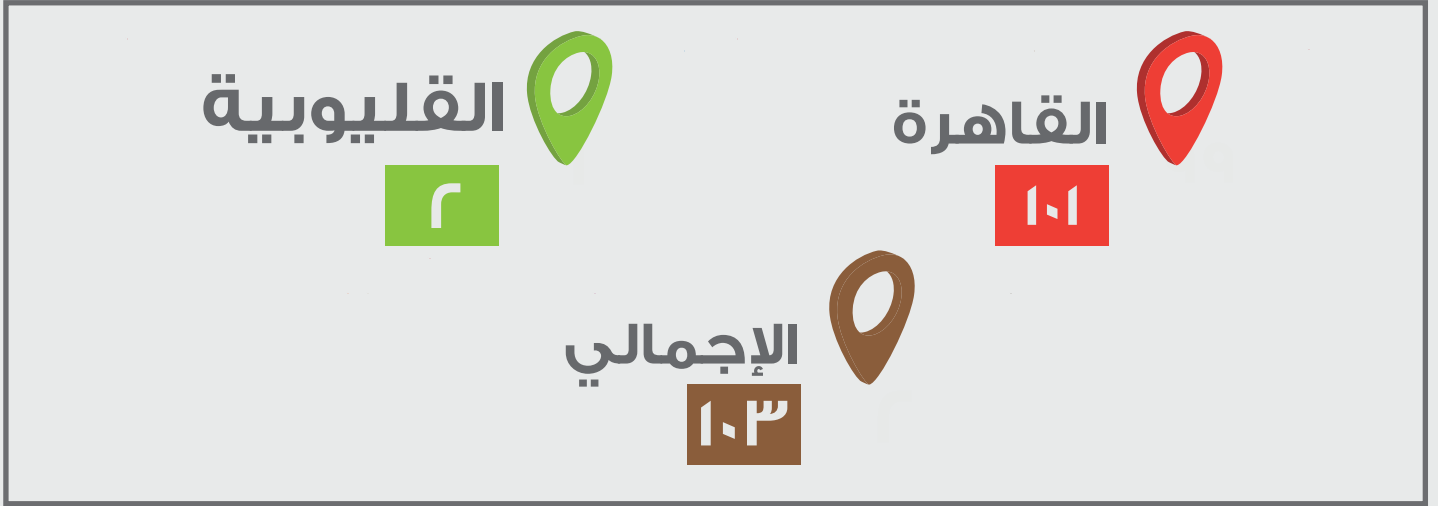 القاهرة
١٠١
القليوبية
٢
الإجمالي
١٠٣